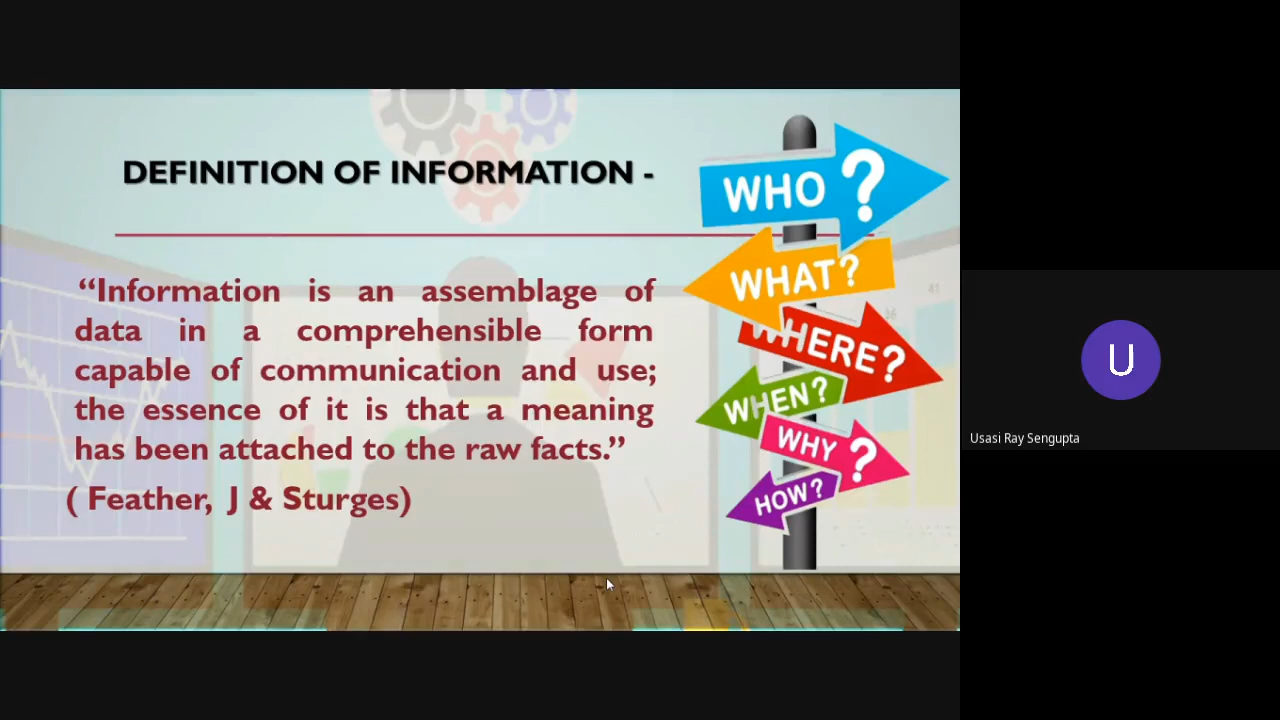 DEFINITION OF INFORMATION -
“Information is an assemblage of
data in a comprehensible form
capable of communication and use;
the essence of it is that a meaning
has been attached to the raw facts.”
( Feather, J & Sturges)
WHO ?
WHAT?
WHERE?
WHEN?
WHY ?
HOW?
41
36
U
Usasi Ray Sengupta